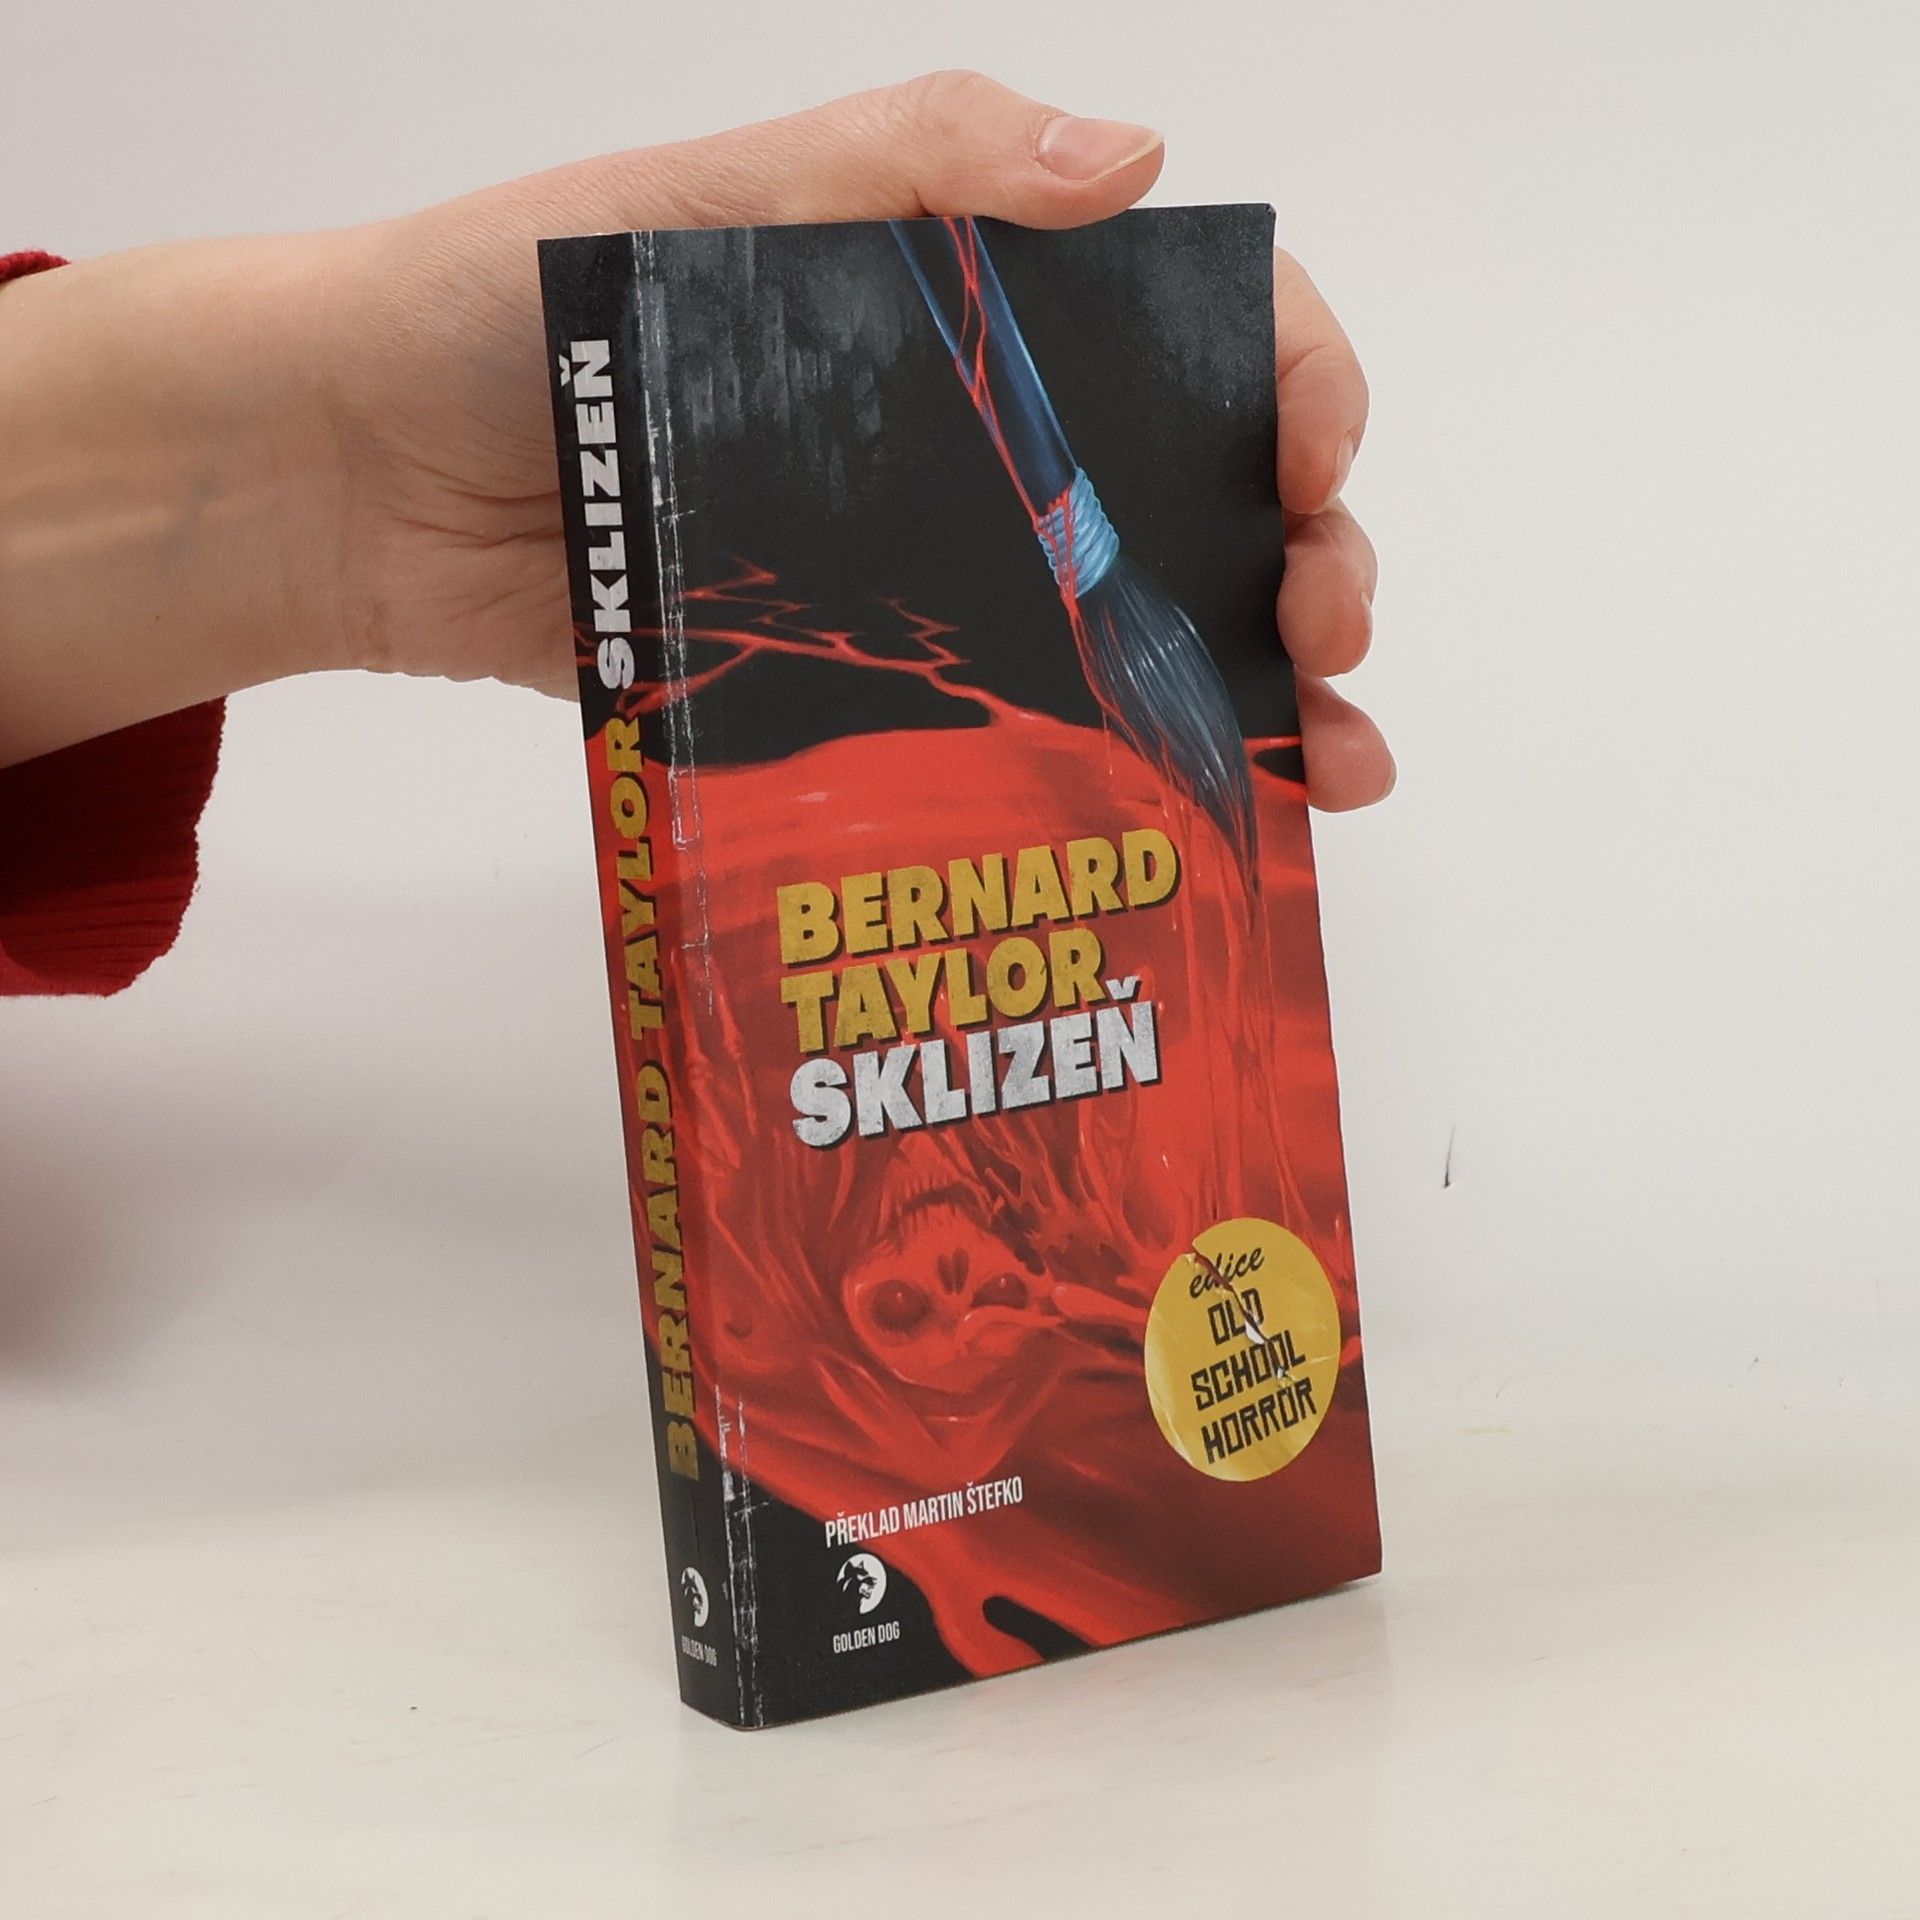 SKLIZEŇ
BERNARD TAYLOR
GOLDEN DOG
BERNARD
TAYLOR
SKLIZEŇ
edice
OLD
SCHOOL
HORROR
PŘEKLAD MARTIN ŠTEFKO
GOLDEN DOG